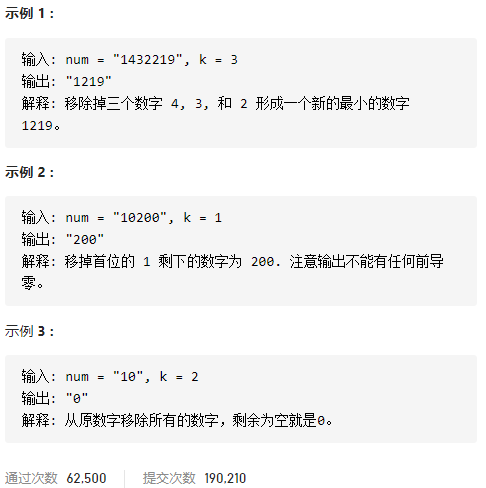 示例 1：
输入: num = "1432219", k = 3
输出: "1219"
解释: 移除掉三个数字 4, 3, 和 2 形成一个新的最小的数字
1219。
示例 2：
输入: num = "10200", k = 1
输出: "200"
解释: 移掉首位的 1 剩下的数字为 200. 注意输出不能有任何前导
零。
示例 3：
输入: num = "10", k = 2
输出: "0"
解释: 从原数字移除所有的数字，剩余为空就是0。
通过次数 62,500 提交次数 190,210